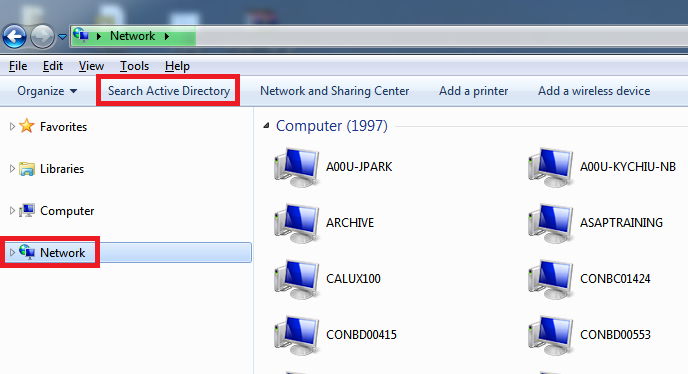 Network
File Edit View Tools Help
Organize Search Active Directory Network and Sharing Center Add a printer Add a wireless device
Favorites
Libraries
Computer
Network
Computer (1997)
A00U-JPARK A00U-KYCHIU-NB
ARCHIVE ASAPTRAINING
CALUX100 CONBC01424
CONBD00415 CONBD00553